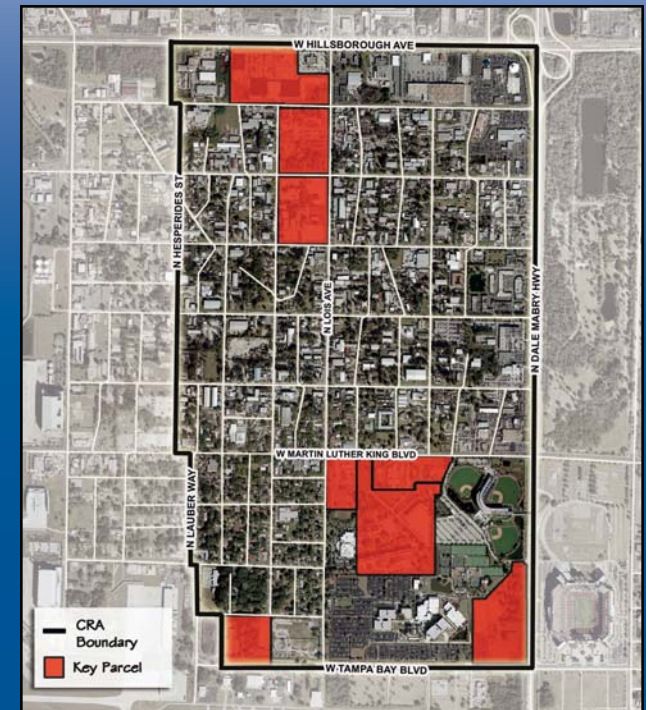 W HILLSBOROUGH AVE
N HESPERIDES ST
N LOIS AVE
N DALE MABRY HWY
W MARTIN LUTHER KING BLVD
N LAUBER WAY
CRA
Boundary
Key Parcel
W TAMPA BAY BLVD